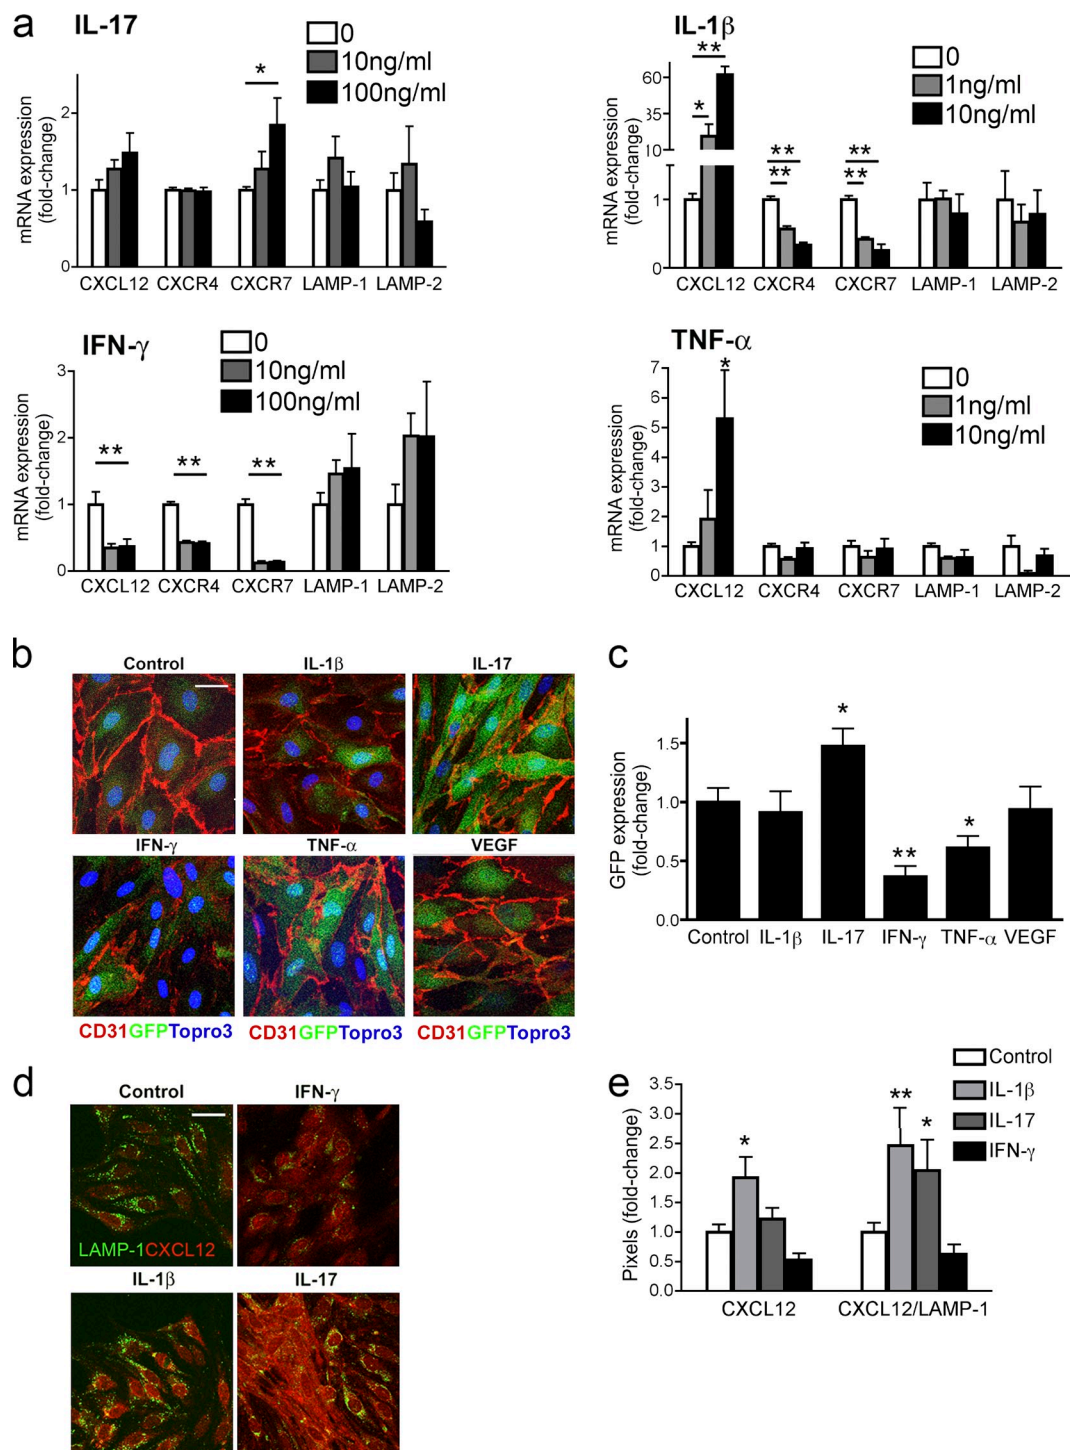 a
IL-17
0
10ng/ml
100ng/ml
*
mRNA expression
(fold-change)
2
1
0
CXCL12 CXCR4 CXCR7 LAMP-1 LAMP-2
IL-1β
0
1ng/ml
10ng/ml
**
*
** **
** **
mRNA expression
(fold-change)
60
35
10
1
0
CXCL12 CXCR4 CXCR7 LAMP-1 LAMP-2
IFN-γ
0
10ng/ml
100ng/ml
** ** **
mRNA expression
(fold-change)
3
2
1
0
CXCL12 CXCR4 CXCR7 LAMP-1 LAMP-2
TNF-α
0
1ng/ml
10ng/ml
*
mRNA expression
(fold-change)
7
6
5
4
3
2
1
0
CXCL12 CXCR4 CXCR7 LAMP-1 LAMP-2
b
Control IL-1β IL-17
IFN-γ TNF-α VEGF
CD31GFPTopro3 CD31GFPTopro3 CD31GFPTopro3
c
GFP expression
(fold-change)
1.5
1.0
0.5
0.0
* ** *
Control IL-1β IL-17 IFN-γ TNF-α VEGF
d
Control IFN-γ
LAMP-1CXCL12
IL-1β IL-17
e
Control
IL-1β
IL-17
IFN-γ
Pixels (fold-change)
3.5
3.0
2.5
2.0
1.5
1.0
0.5
0.0
* ** *
CXCL12 CXCL12/LAMP-1